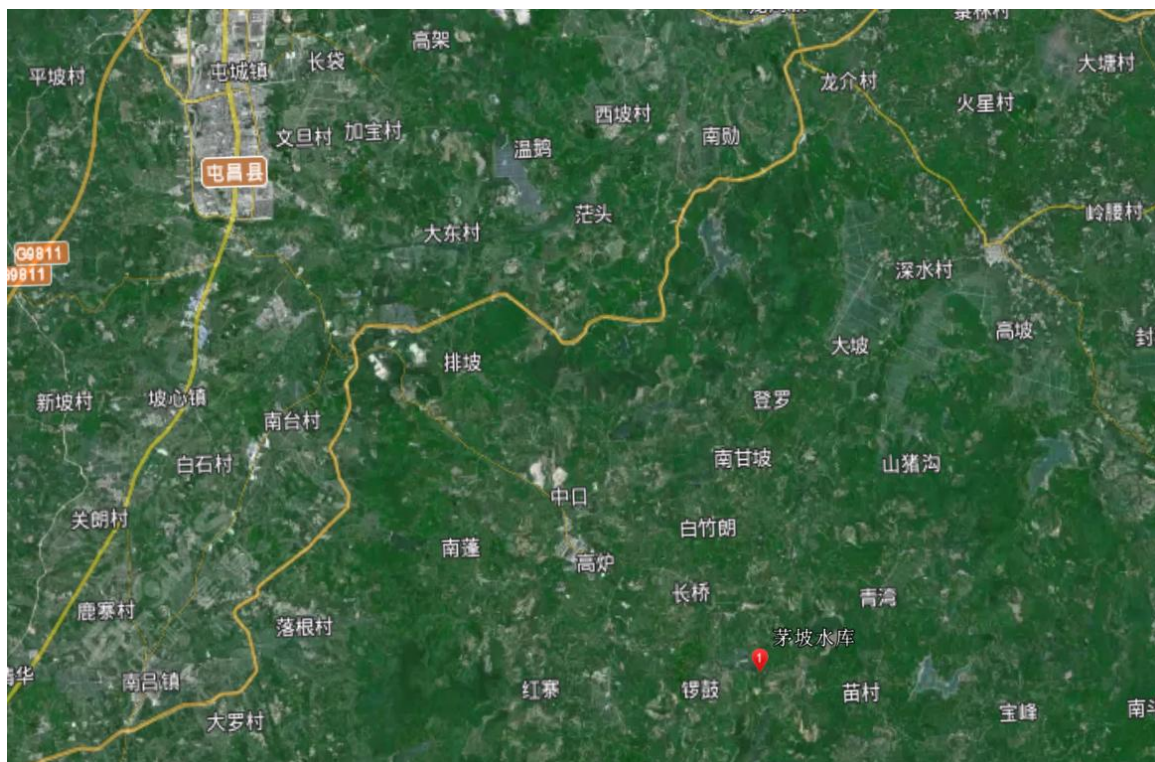 高架
长袋
平坡村
屯城镇
大塘村
龙介村
火星村
西坡村
文旦村
加宝村
南勋
温鹅
屯昌县
茫头
岭腰村
大东村
G9811
G9811
深水村
高坡
大坡
排坡
新坡村
坡心镇
登罗
南台村
白石村
南甘坡
山猪沟
中口
关朗村
白竹朗
南蓬
高炉
长桥
青湾
鹿寨村
落根村
茅坡水库
1
南吕镇
红寨
锣鼓
苗村
宝峰
大罗村